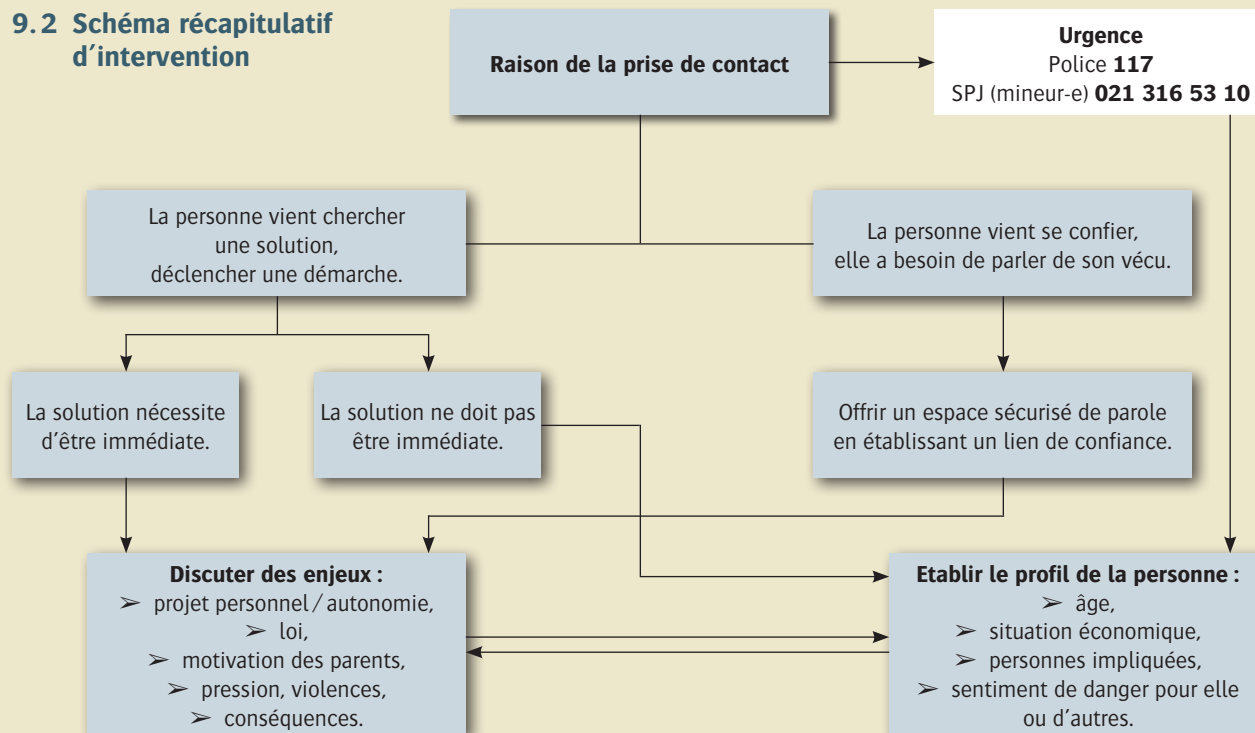 9.2 Schéma récapitulatif
d’intervention
Raison de la prise de contact
Urgence
Police 117
SPJ (mineur-e) 021 316 53 10
La personne vient chercher
une solution,
déclencher une démarche.
La personne vient se confier,
elle a besoin de parler de son vécu.
La solution nécessite
d’être immédiate.
La solution ne doit pas
être immédiate.
Offrir un espace sécurisé de parole
en établissant un lien de confiance.
Discuter des enjeux :
➢ projet personnel / autonomie,
➢ loi,
➢ motivation des parents,
➢ pression, violences,
➢ conséquences.
Etablir le profil de la personne :
➢ âge,
➢ situation économique,
➢ personnes impliquées,
➢ sentiment de danger pour elle
ou d’autres.